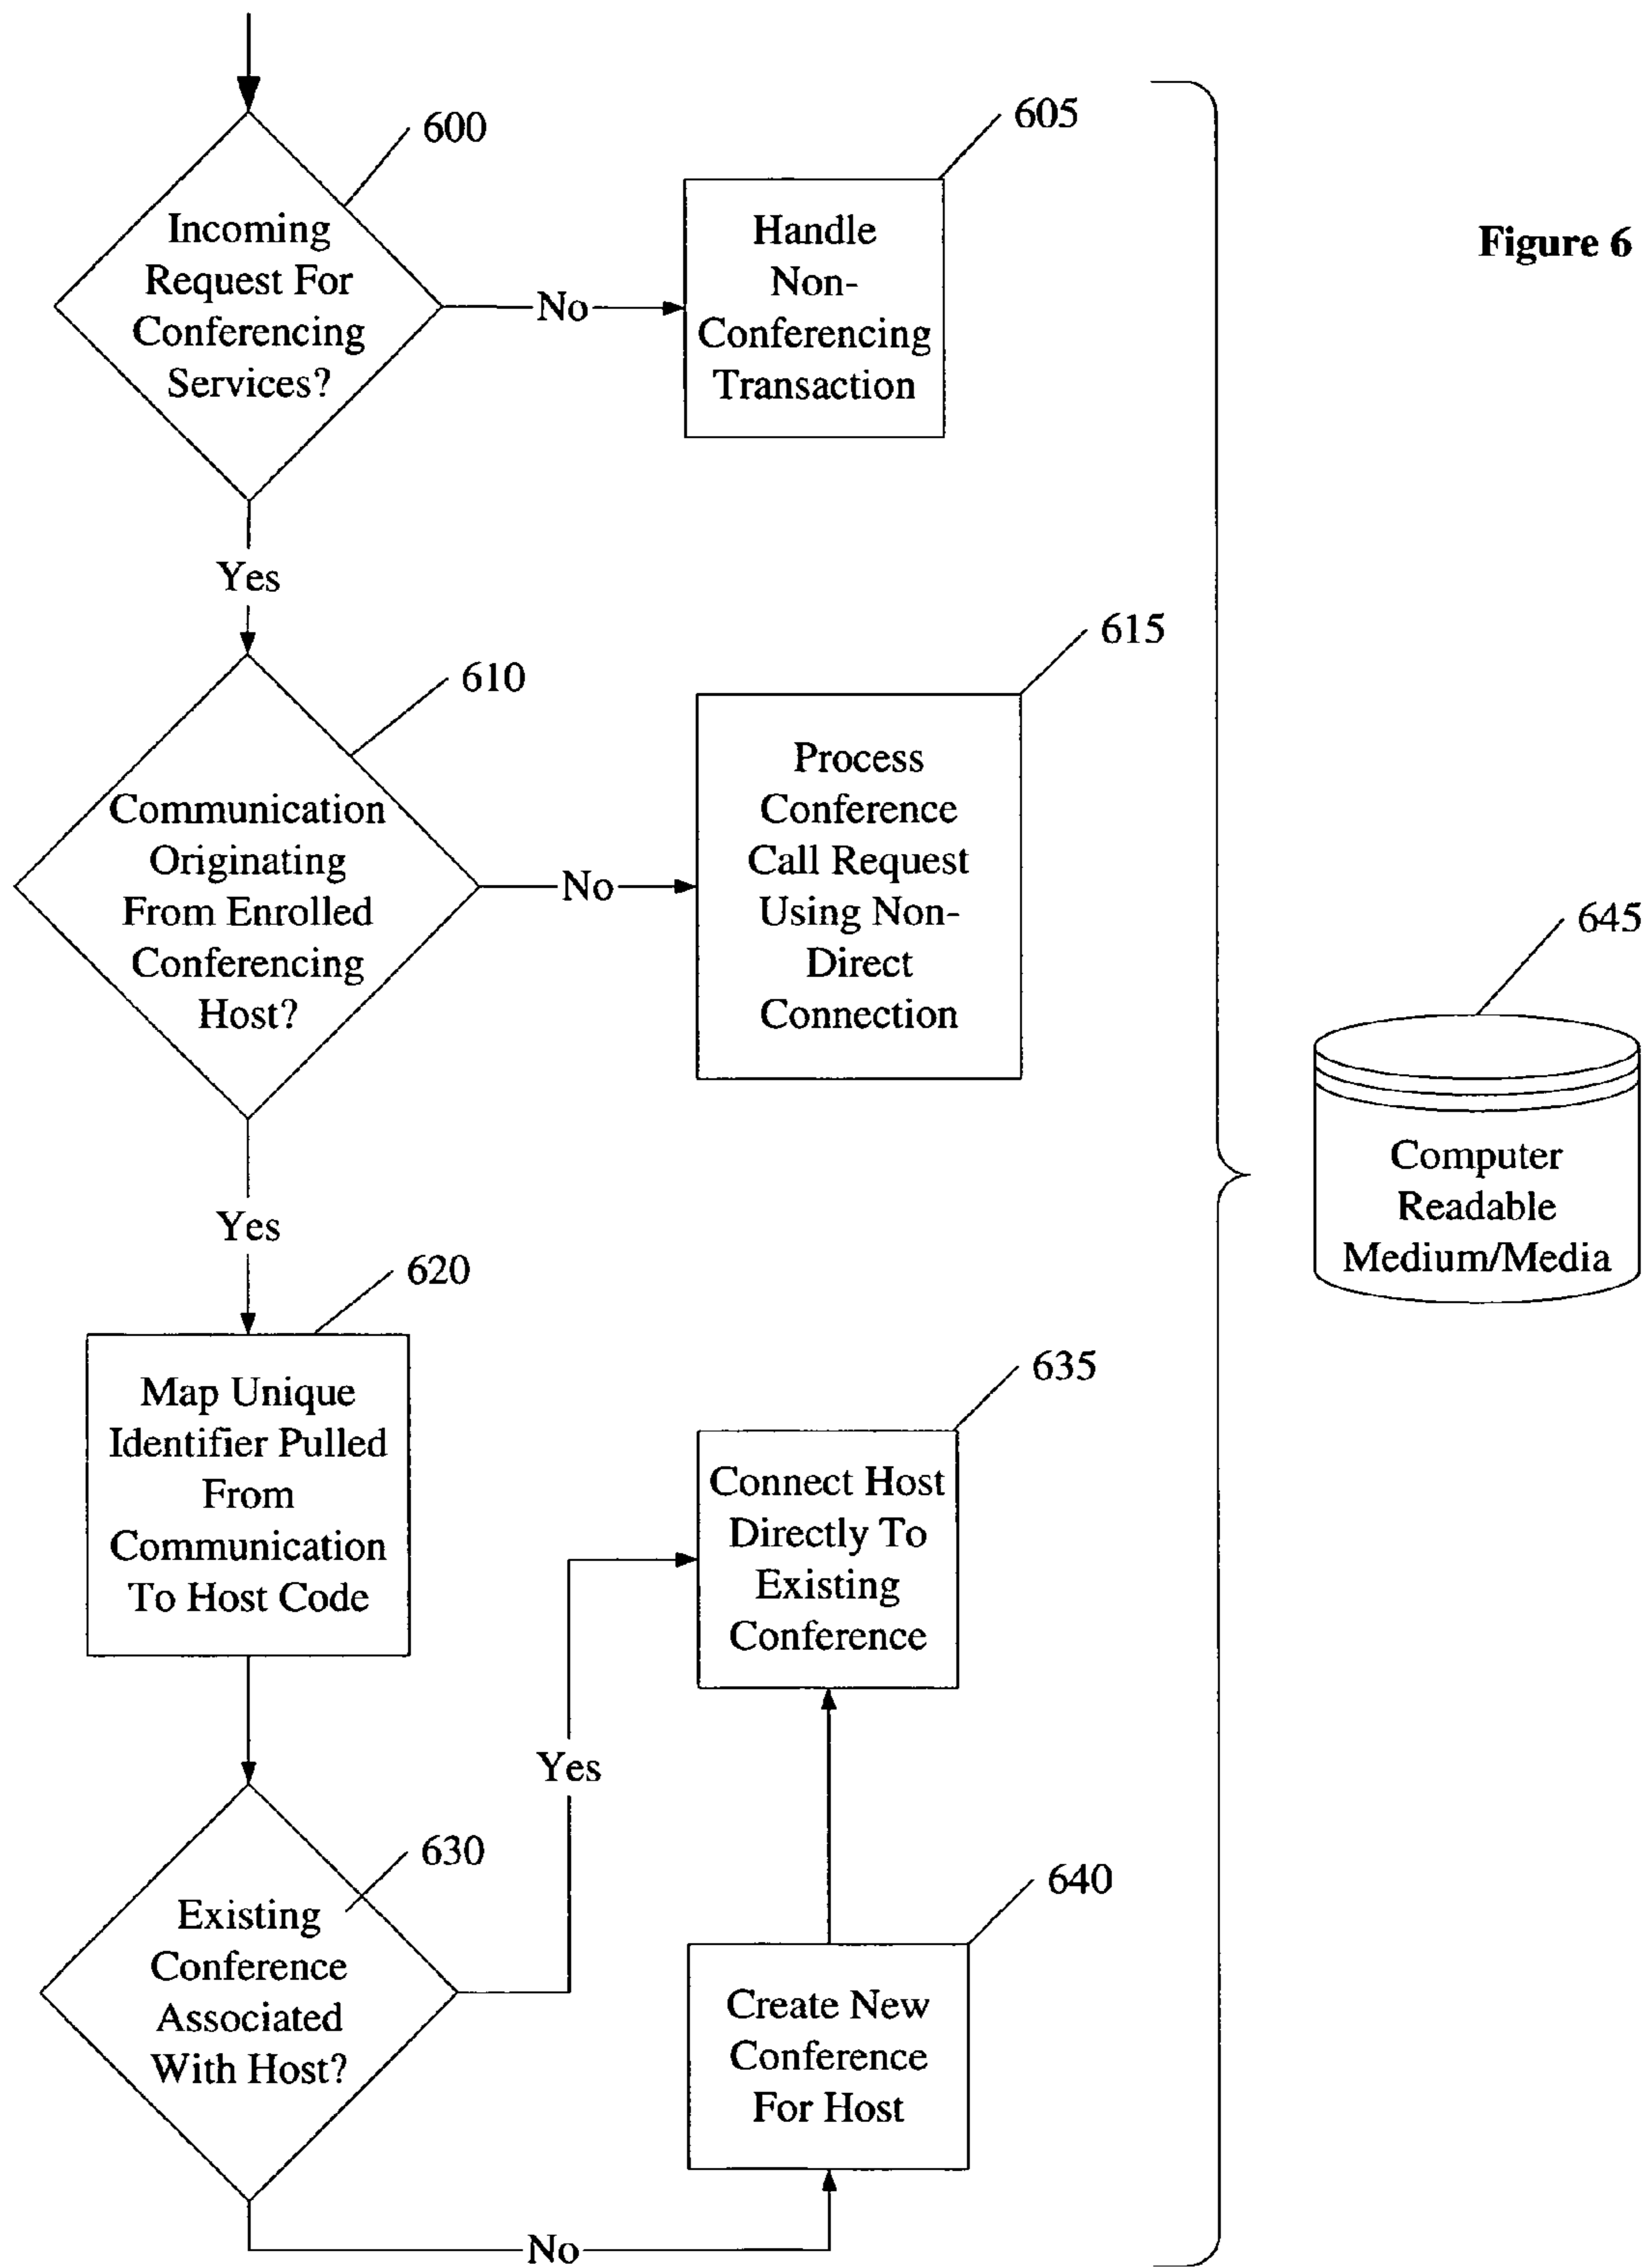 600
Incoming
Request For
Conferencing
Services?
No
605
Handle
Non-
Conferencing
Transaction
Figure 6
Yes
610
Communication
Originating
From Enrolled
Conferencing
Host?
No
615
Process
Conference
Call Request
Using Non-
Direct
Connection
645
Computer
Readable
Medium/Media
Yes
620
Map Unique
Identifier Pulled
From
Communication
To Host Code
635
Connect Host
Directly To
Existing
Conference
Yes
630
Existing
Conference
Associated
With Host?
640
Create New
Conference
For Host
No